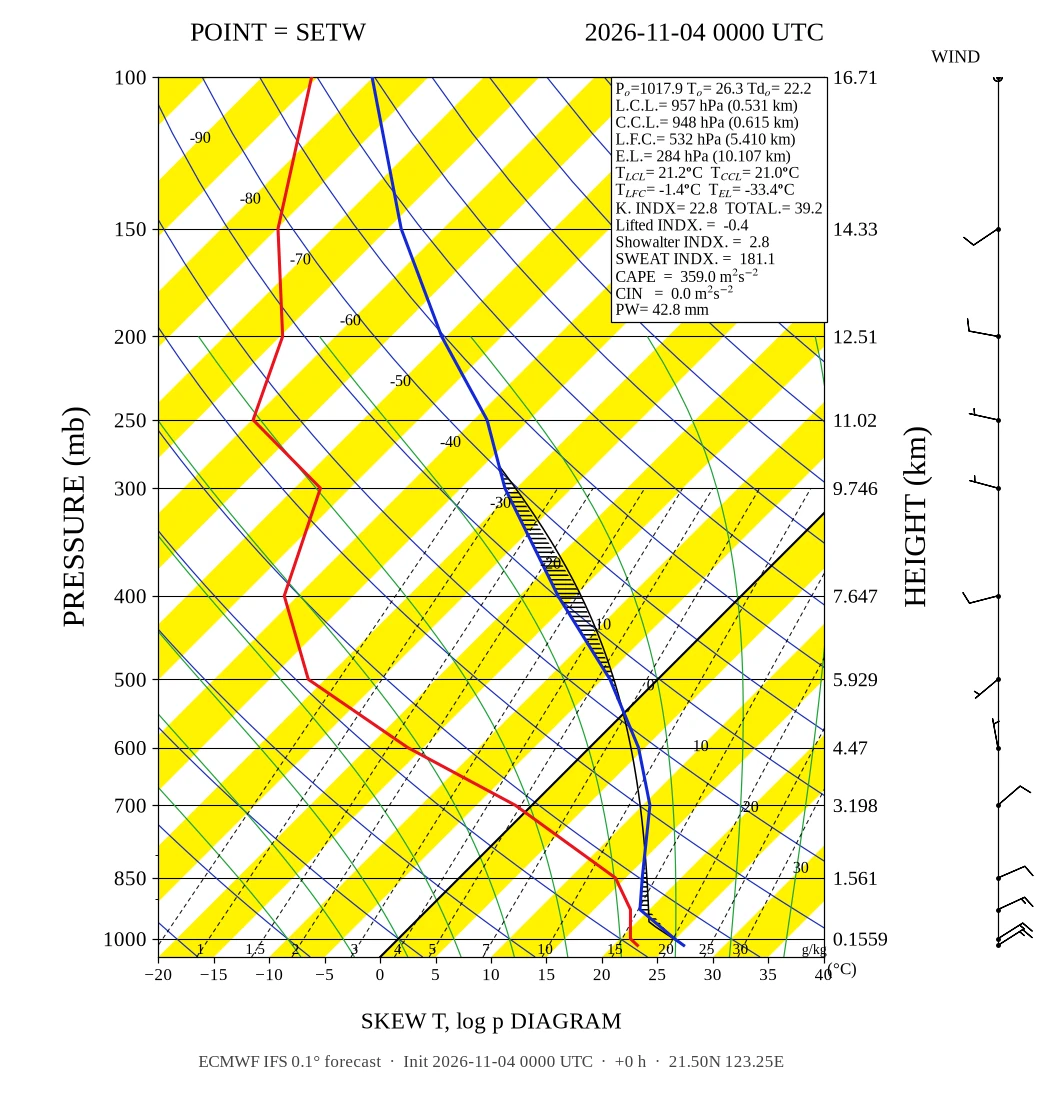 POINT = SETW
2026-11-04 0000 UTC
WIND
100
16.71
Pₒ=1017.9 Tₒ= 26.3 Tdₒ= 22.2
L.C.L.= 957 hPa (0.531 km)
C.C.L.= 948 hPa (0.615 km)
L.F.C.= 532 hPa (5.410 km)
E.L.= 284 hPa (10.107 km)
T_LCL= 21.2°C T_CCL= 21.0°C
T_LFC= -1.4°C T_EL= -33.4°C
K. INDX= 22.8 TOTAL.= 39.2
Lifted INDX. = -0.4
Showalter INDX. = 2.8
SWEAT INDX. = 181.1
CAPE = 359.0 m²s⁻²
CIN = 0.0 m²s⁻²
PW= 42.8 mm
-90
-80
150
14.33
-70
-60
200
12.51
-50
250
11.02
-40
300
9.746
-30
-20
400
7.647
-10
500
5.929
0
600
10
4.47
700
20
3.198
850
30
1.561
1000
0.1559
1 1.5 2 3 4 5 7 10 15 20 25 30 g/kg
−20 −15 −10 −5 0 5 10 15 20 25 30 35 40 (°C)
PRESSURE (mb)
HEIGHT (km)
SKEW T, log p DIAGRAM
ECMWF IFS 0.1° forecast · Init 2026-11-04 0000 UTC · +0 h · 21.50N 123.25E